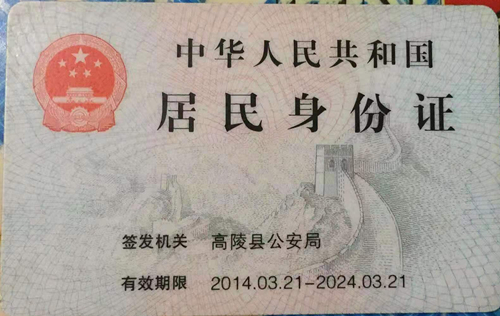 中华人民共和国
居民身份证
签发机关 高陵县公安局
有效期限 2014.03.21-2024.03.21